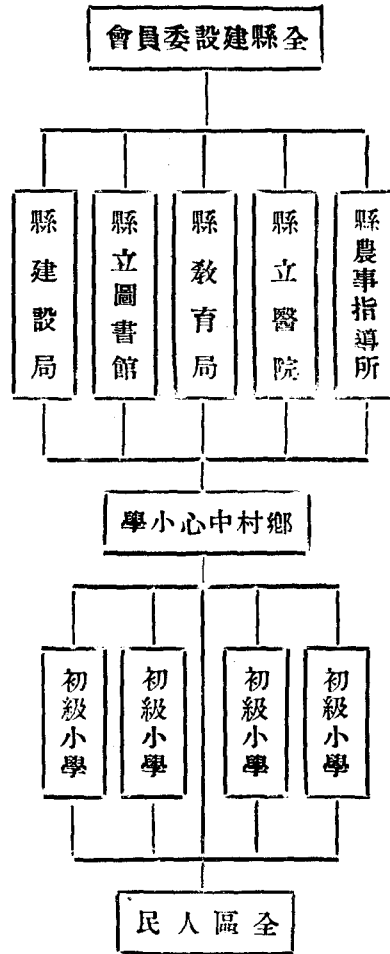 全縣建設委員會
縣農事指導所
縣立醫院
縣教育局
縣立圖書館
縣建設局
鄉村中心小學
初級小學
初級小學
初級小學
初級小學
全區人民